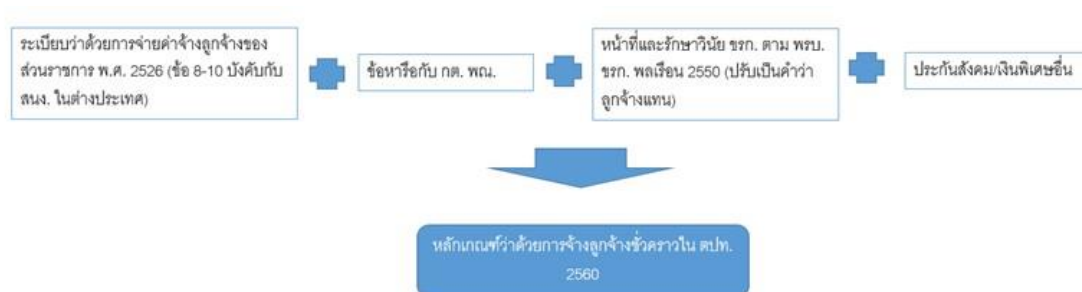 ระเบียบว่าด้วยการจ่ายค่าจ้างลูกจ้างของ
ส่วนราชการ พ.ศ. 2526 (ข้อ 8-10 บังคับกับ
สนง. ในต่างประเทศ)
ข้อหารือกับ กต. พณ.
หน้าที่และรักษาวินัย ขรก. ตาม พรบ.
ขรก. พลเรือน 2550 (ปรับเป็นคำว่า
ลูกจ้างแทน)
ประกันสังคม/เงินพิเศษอื่น
หลักเกณฑ์ว่าด้วยการจ้างลูกจ้างชั่วคราวใน ตปท.
2560